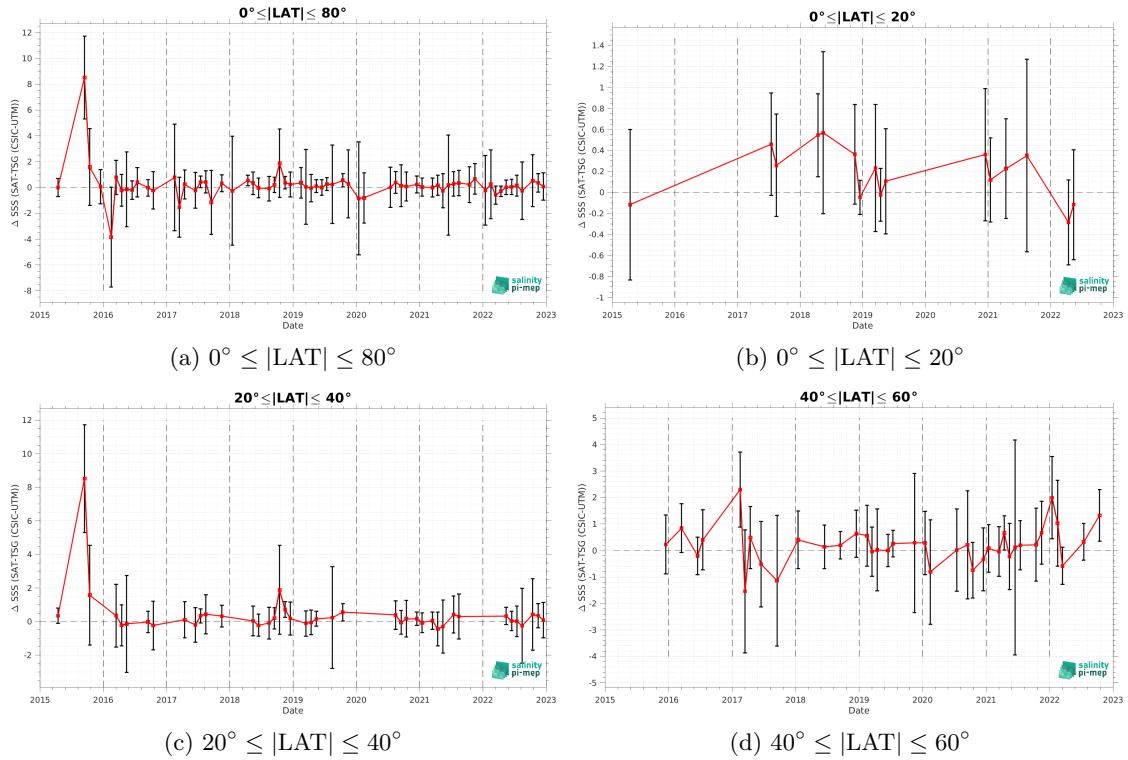 0°≤|LAT|≤ 80°
12
10
8
6
4
2
0
-2
-4
-6
-8
Δ SSS (SAT-TSG (CSIC-UTM))
2015 2016 2017 2018 2019 2020 2021 2022 2023
Date
salinity
pi-mep
(a) 0° ≤ |LAT| ≤ 80°
0°≤|LAT|≤ 20°
1.4
1.2
1
0.8
0.6
0.4
0.2
0
-0.2
-0.4
-0.6
-0.8
-1
Δ SSS (SAT-TSG (CSIC-UTM))
2015 2016 2017 2018 2019 2020 2021 2022 2023
Date
salinity
pi-mep
(b) 0° ≤ |LAT| ≤ 20°
20°≤|LAT|≤ 40°
12
10
8
6
4
2
0
-2
Δ SSS (SAT-TSG (CSIC-UTM))
2015 2016 2017 2018 2019 2020 2021 2022 2023
Date
salinity
pi-mep
(c) 20° ≤ |LAT| ≤ 40°
40°≤|LAT|≤ 60°
5
4
3
2
1
0
-1
-2
-3
-4
-5
Δ SSS (SAT-TSG (CSIC-UTM))
2015 2016 2017 2018 2019 2020 2021 2022 2023
Date
salinity
pi-mep
(d) 40° ≤ |LAT| ≤ 60°